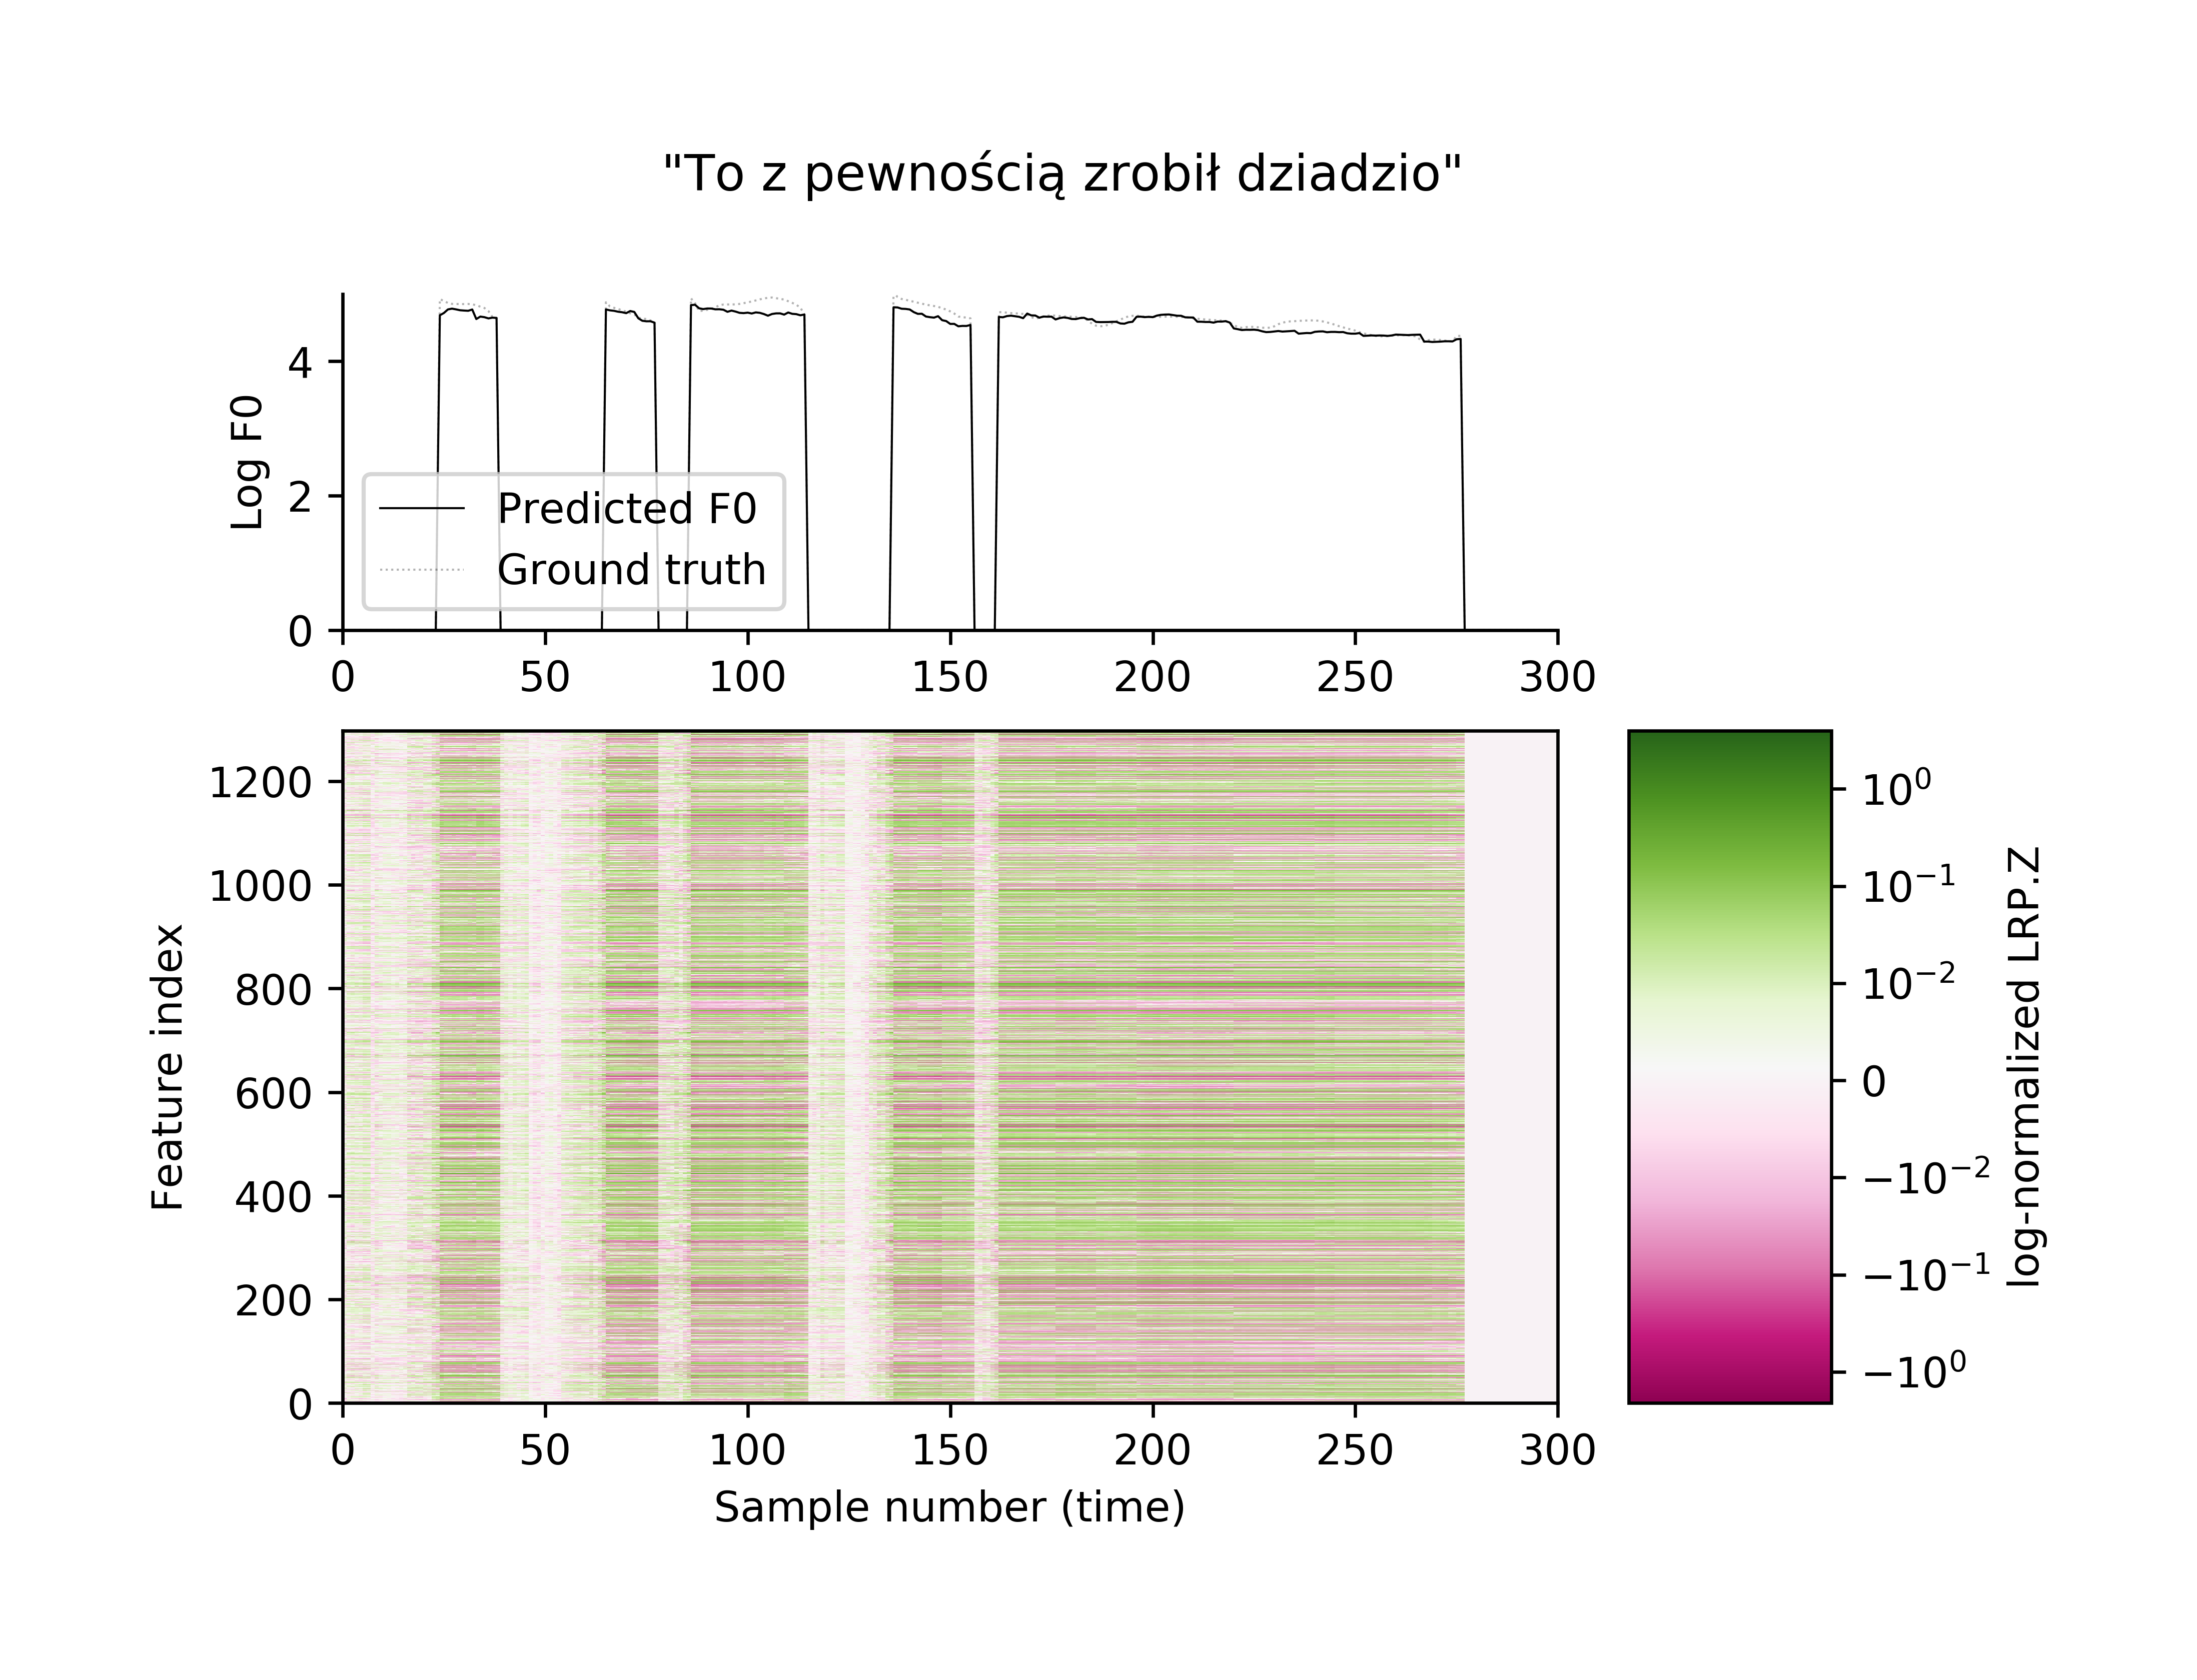 "To z pewnością zrobił dziadzio"
Log F0
4
2
0
Predicted F0
Ground truth
0 50 100 150 200 250 300
Feature index
1200
1000
800
600
400
200
0
0 50 100 150 200 250 300
Sample number (time)
10⁰
10⁻¹
10⁻²
0
−10⁻²
−10⁻¹
−10⁰
log-normalized LRP.Z